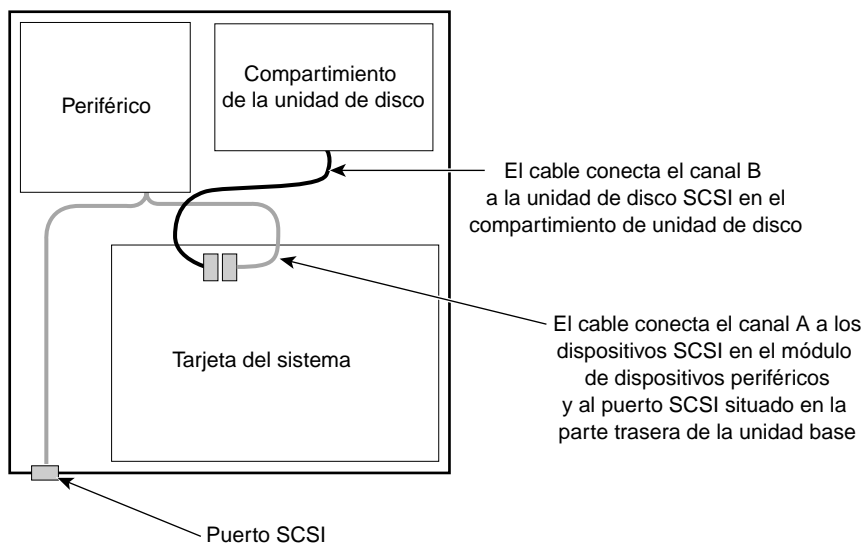 Periférico
Compartimiento
de la unidad de disco
El cable conecta el canal B
a la unidad de disco SCSI en el
compartimiento de unidad de disco
Tarjeta del sistema
El cable conecta el canal A a los
dispositivos SCSI en el módulo
de dispositivos periféricos
y al puerto SCSI situado en la
parte trasera de la unidad base
Puerto SCSI